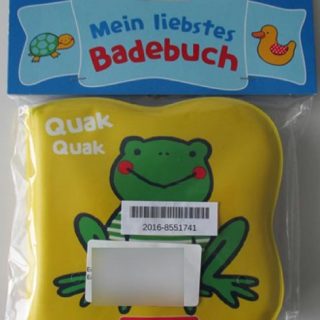 Mein liebstes
Badebuch
Quak
Quak
2016-8551741